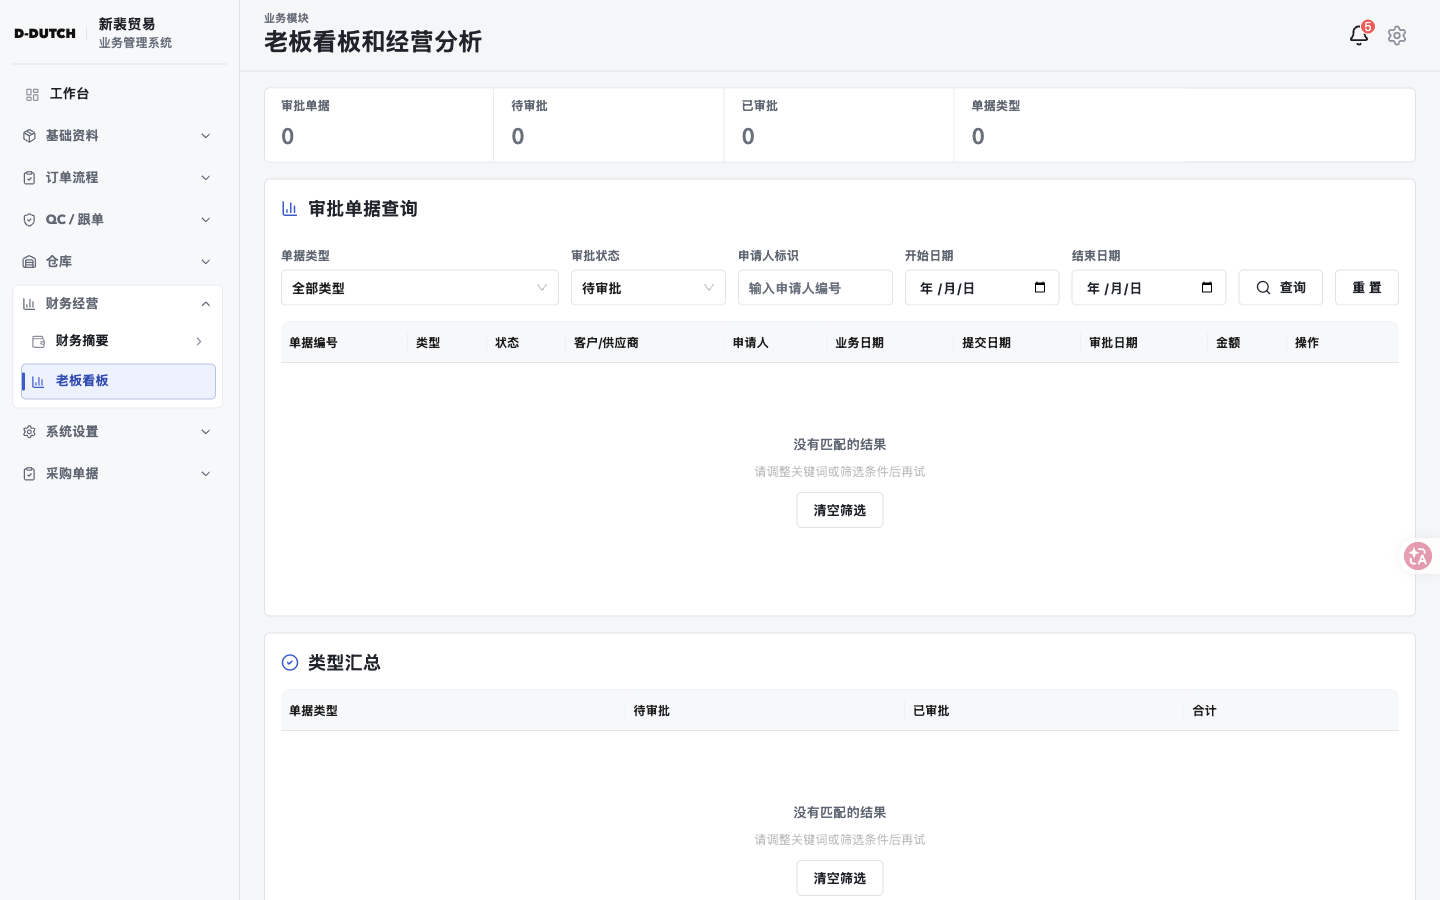 D-DUTCH
新裴贸易
业务管理系统
工作台
基础资料
订单流程
QC / 跟单
仓库
财务经营
财务摘要
老板看板
系统设置
采购单据
业务模块
老板看板和经营分析
5
审批单据
0
待审批
0
已审批
0
单据类型
0
审批单据查询
单据类型
审批状态
申请人标识
开始日期
结束日期
全部类型
待审批
输入申请人编号
年 /月/日
年 /月/日
查询
重 置
单据编号
类型
状态
客户/供应商
申请人
业务日期
提交日期
审批日期
金额
操作
没有匹配的结果
请调整关键词或筛选条件后再试
清空筛选
类型汇总
单据类型
待审批
已审批
合计
没有匹配的结果
请调整关键词或筛选条件后再试
清空筛选